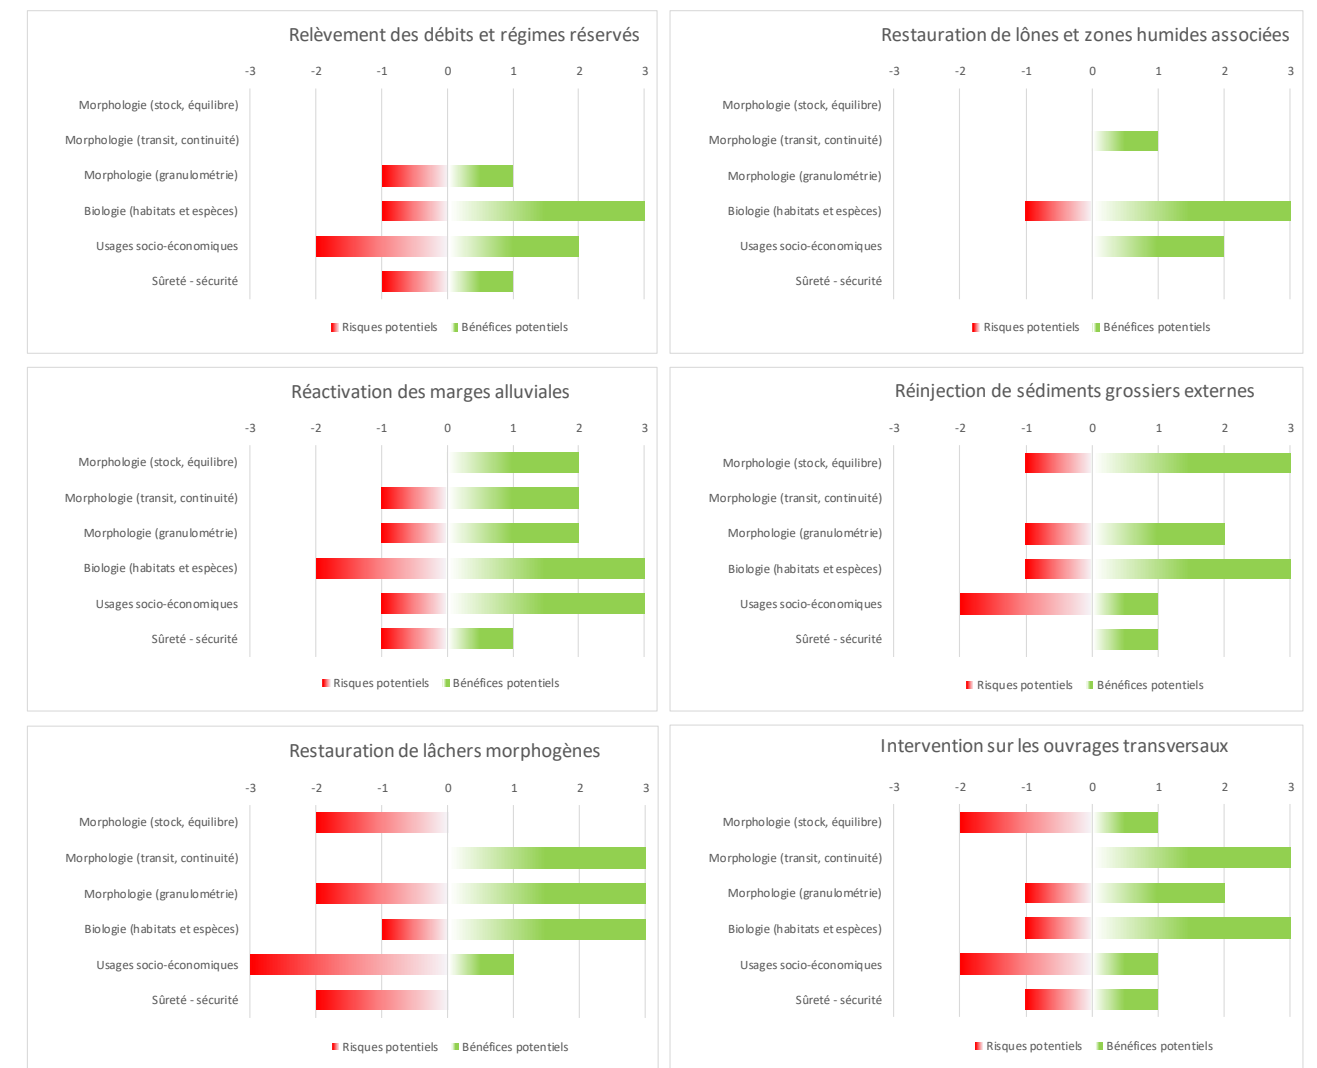 Relèvement des débits et régimes réservés
-3 -2 -1 0 1 2 3
Morphologie (stock, équilibre)
Morphologie (transit, continuité)
Morphologie (granulométrie)
Biologie (habitats et espèces)
Usages socio-économiques
Sûreté - sécurité
Risques potentiels Bénéfices potentiels
Restauration de lônes et zones humides associées
-3 -2 -1 0 1 2 3
Morphologie (stock, équilibre)
Morphologie (transit, continuité)
Morphologie (granulométrie)
Biologie (habitats et espèces)
Usages socio-économiques
Sûreté - sécurité
Risques potentiels Bénéfices potentiels
Réactivation des marges alluviales
-3 -2 -1 0 1 2 3
Morphologie (stock, équilibre)
Morphologie (transit, continuité)
Morphologie (granulométrie)
Biologie (habitats et espèces)
Usages socio-économiques
Sûreté - sécurité
Risques potentiels Bénéfices potentiels
Réinjection de sédiments grossiers externes
-3 -2 -1 0 1 2 3
Morphologie (stock, équilibre)
Morphologie (transit, continuité)
Morphologie (granulométrie)
Biologie (habitats et espèces)
Usages socio-économiques
Sûreté - sécurité
Risques potentiels Bénéfices potentiels
Restauration de lâchers morphogènes
-3 -2 -1 0 1 2 3
Morphologie (stock, équilibre)
Morphologie (transit, continuité)
Morphologie (granulométrie)
Biologie (habitats et espèces)
Usages socio-économiques
Sûreté - sécurité
Risques potentiels Bénéfices potentiels
Intervention sur les ouvrages transversaux
-3 -2 -1 0 1 2 3
Morphologie (stock, équilibre)
Morphologie (transit, continuité)
Morphologie (granulométrie)
Biologie (habitats et espèces)
Usages socio-économiques
Sûreté - sécurité
Risques potentiels Bénéfices potentiels